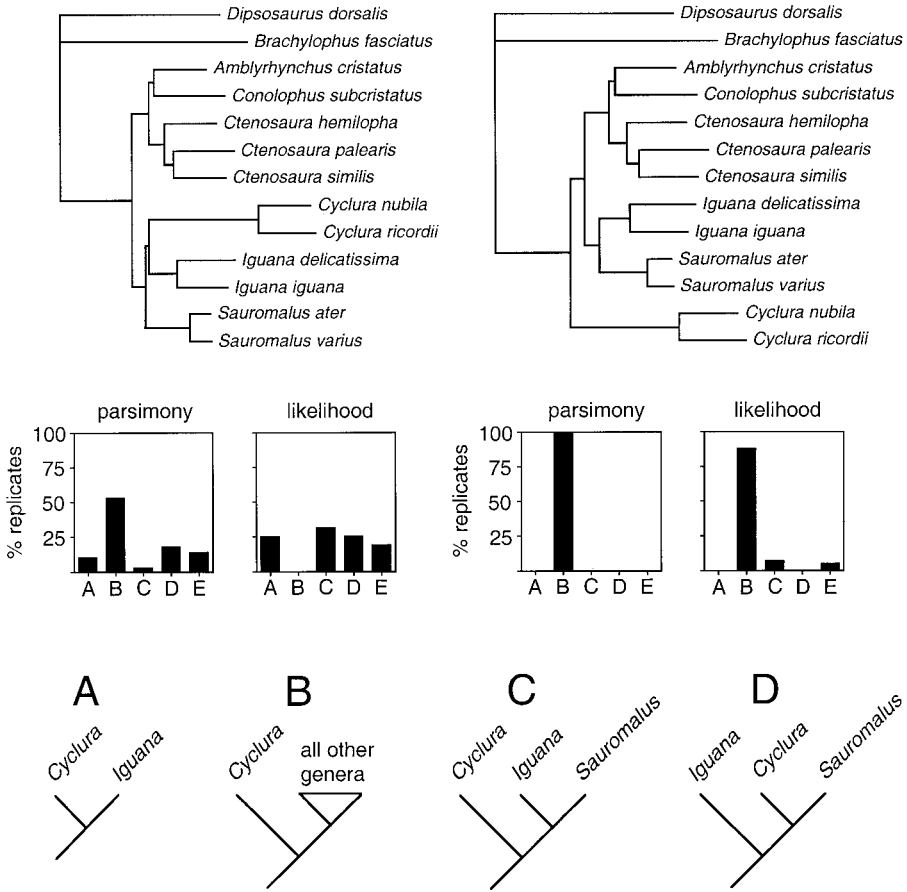 Dipsosaurus dorsalis
Brachylophus fasciatus
Amblyrhynchus cristatus
Conolophus subcristatus
Ctenosaura hemilopha
Ctenosaura palearis
Ctenosaura similis
Cyclura nubila
Cyclura ricordii
Iguana delicatissima
Iguana iguana
Sauromalus ater
Sauromalus varius
Dipsosaurus dorsalis
Brachylophus fasciatus
Amblyrhynchus cristatus
Conolophus subcristatus
Ctenosaura hemilopha
Ctenosaura palearis
Ctenosaura similis
Iguana delicatissima
Iguana iguana
Sauromalus ater
Sauromalus varius
Cyclura nubila
Cyclura ricordii
parsimony
% replicates
100
75
50
25
A B C D E
likelihood
A B C D E
parsimony
% replicates
100
75
50
25
A B C D E
likelihood
A B C D E
A
Cyclura
Iguana
B
Cyclura
all other
genera
C
Cyclura
Iguana
Sauromalus
D
Iguana
Cyclura
Sauromalus